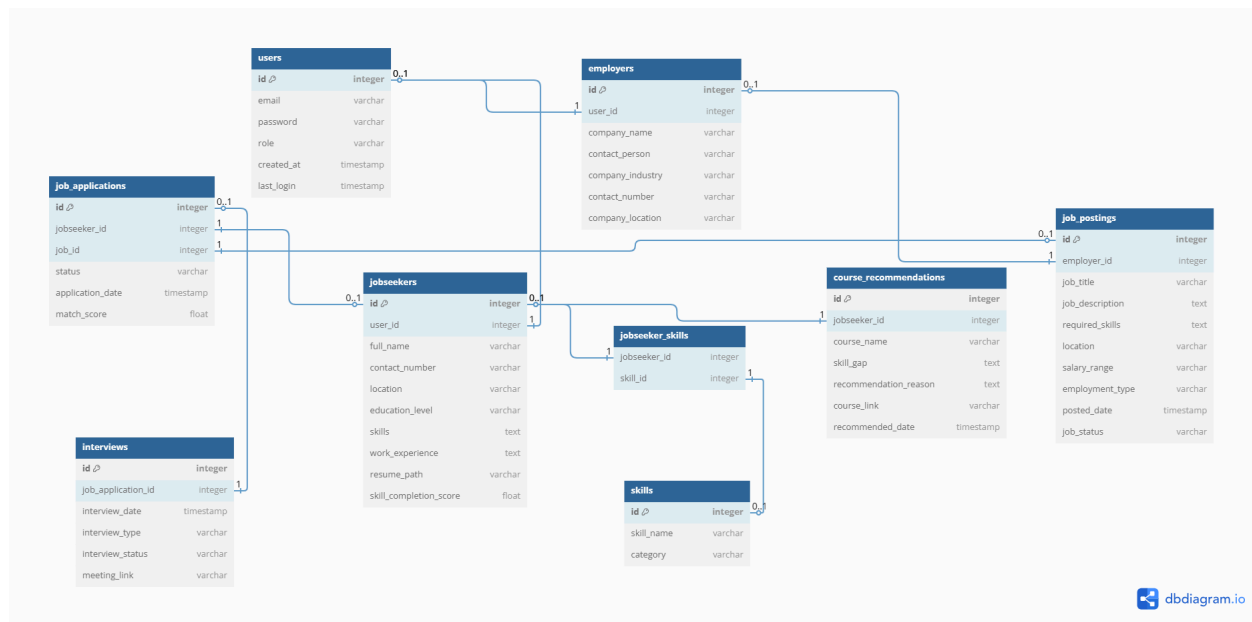 users
id integer
email varchar
password varchar
role varchar
created_at timestamp
last_login timestamp
0..1
employers
id integer
user_id integer
company_name varchar
contact_person varchar
company_industry varchar
contact_number varchar
company_location varchar
0..1
1
job_applications
id integer
jobseeker_id integer
job_id integer
status varchar
application_date timestamp
match_score float
0..1
1
1
job_postings
id integer
employer_id integer
job_title varchar
job_description text
required_skills text
location varchar
salary_range varchar
employment_type varchar
posted_date timestamp
job_status varchar
0..1
1
jobseekers
id integer
user_id integer
full_name varchar
contact_number varchar
location varchar
education_level varchar
skills text
work_experience text
resume_path varchar
skill_completion_score float
0..1
0..1
1
course_recommendations
id integer
jobseeker_id integer
course_name varchar
skill_gap text
recommendation_reason text
course_link varchar
recommended_date timestamp
1
jobseeker_skills
jobseeker_id integer
skill_id integer
1
1
interviews
id integer
job_application_id integer
interview_date timestamp
interview_type varchar
interview_status varchar
meeting_link varchar
1
skills
id integer
skill_name varchar
category varchar
0..1
dbdiagram.io